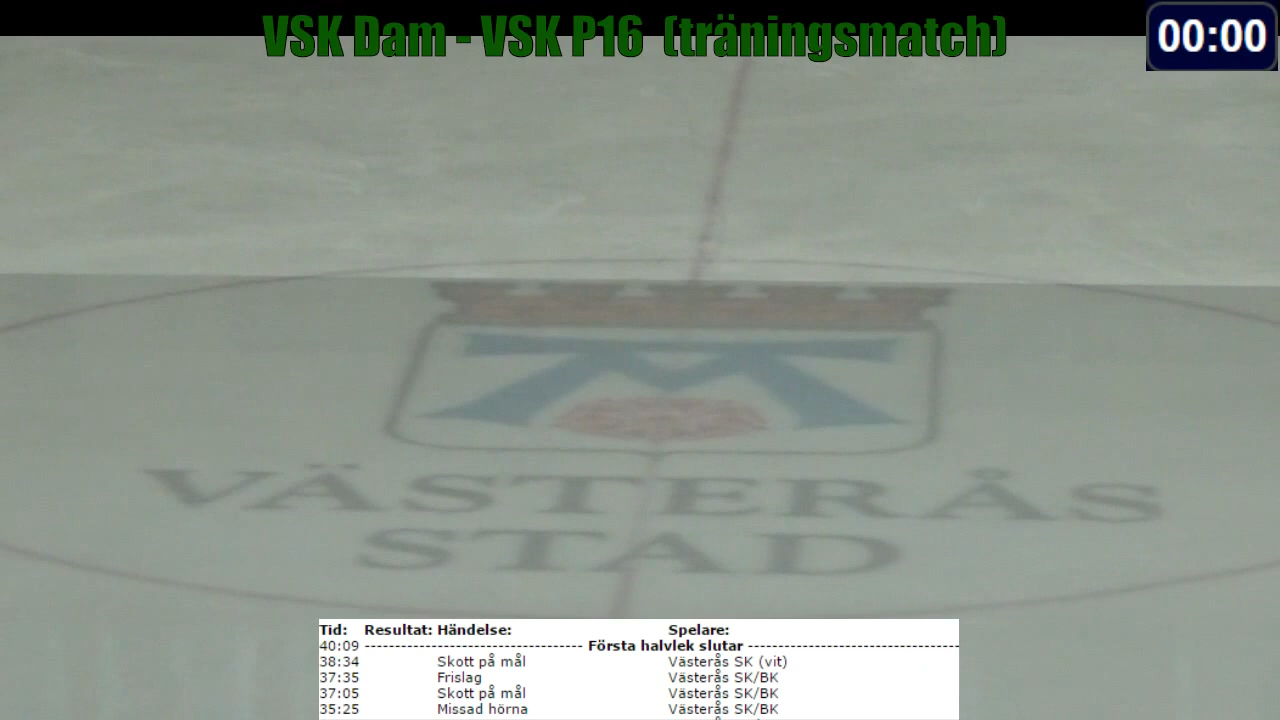 VSK Dam - VSK P16 (träningsmatch)
00:00
VÄSTERÅS
STAD
Tid: Resultat: Händelse: Spelare:
40:09 ---------------------------------- Första halvlek slutar ---------------------------------
38:34 Skott på mål Västerås SK (vit)
37:35 Frislag Västerås SK/BK
37:05 Skott på mål Västerås SK/BK
35:25 Missad hörna Västerås SK/BK